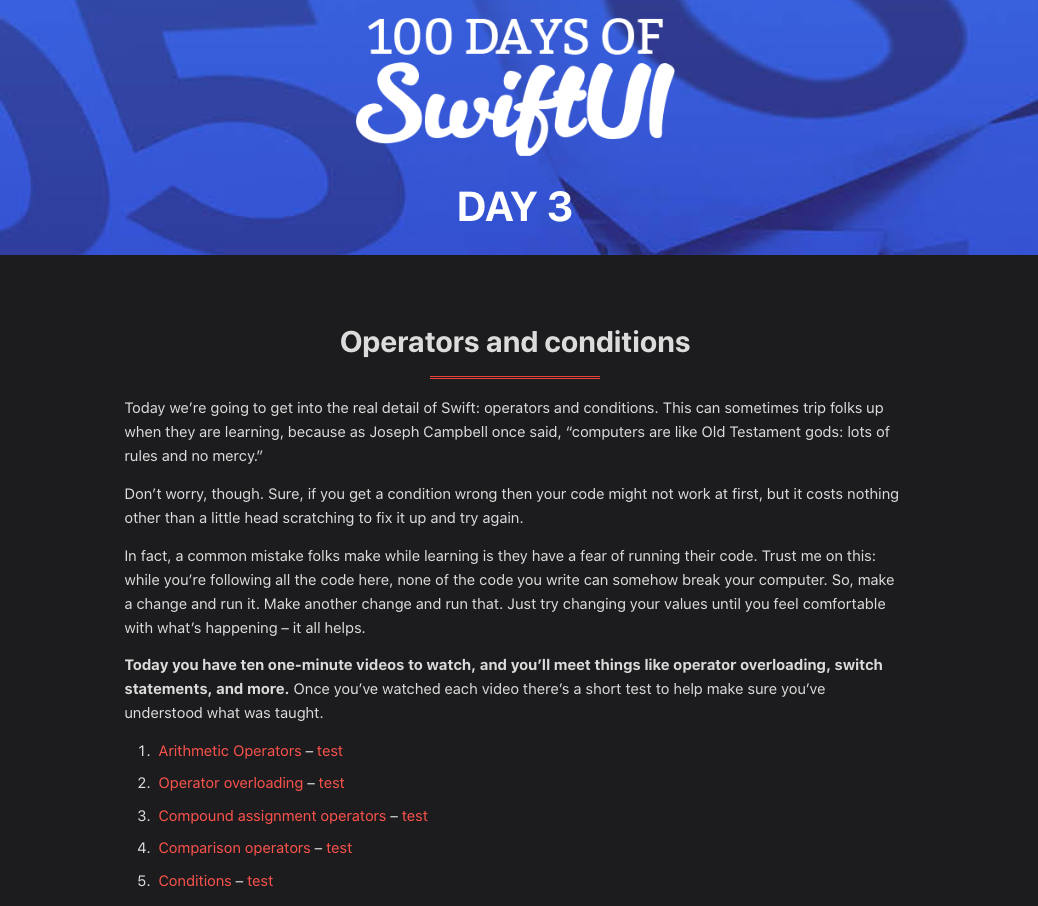 100 DAYS OF
SwiftUI
DAY 3
Operators and conditions
Today we’re going to get into the real detail of Swift: operators and conditions. This can sometimes trip folks up
when they are learning, because as Joseph Campbell once said, “computers are like Old Testament gods: lots of
rules and no mercy.”
Don’t worry, though. Sure, if you get a condition wrong then your code might not work at first, but it costs nothing
other than a little head scratching to fix it up and try again.
In fact, a common mistake folks make while learning is they have a fear of running their code. Trust me on this:
while you’re following all the code here, none of the code you write can somehow break your computer. So, make
a change and run it. Make another change and run that. Just try changing your values until you feel comfortable
with what’s happening – it all helps.
Today you have ten one-minute videos to watch, and you’ll meet things like operator overloading, switch
statements, and more. Once you’ve watched each video there’s a short test to help make sure you’ve
understood what was taught.
1. Arithmetic Operators – test
2. Operator overloading – test
3. Compound assignment operators – test
4. Comparison operators – test
5. Conditions – test